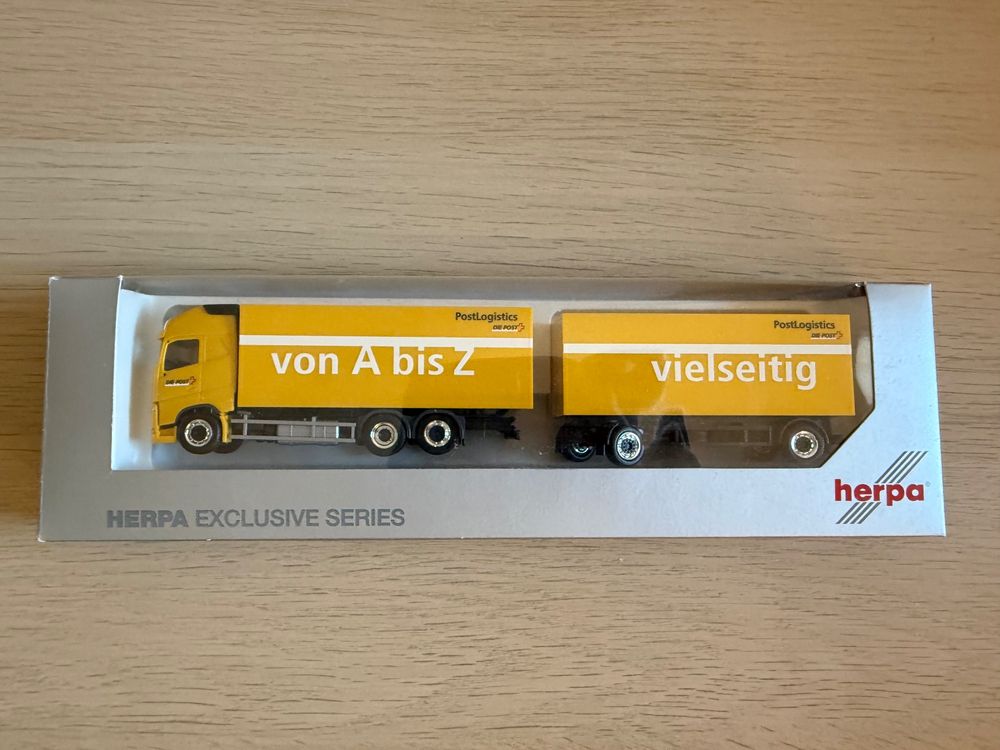 PostLogistics
DIE POST
von A bis Z
DIE POST
PostLogistics
DIE POST
vielseitig
herpa®
HERPA EXCLUSIVE SERIES